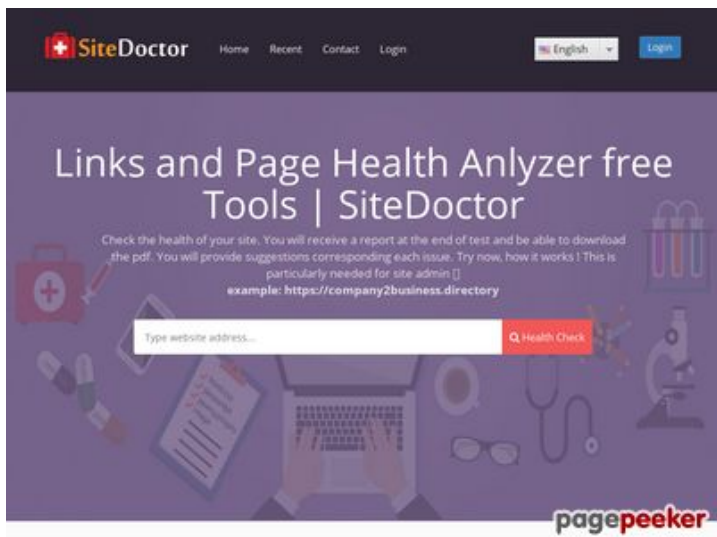 SiteDoctor Home Recent Contact Login English Login
Links and Page Health Anlyzer free
Tools | SiteDoctor
Check the health of your site. You will receive a report at the end of test and be able to download
the pdf. You will provide suggestions corresponding each issue. Try now, how it works ! This is
particularly needed for site admin []
example: https://company2business.directory
Type website address... Health Check
pagepeeker